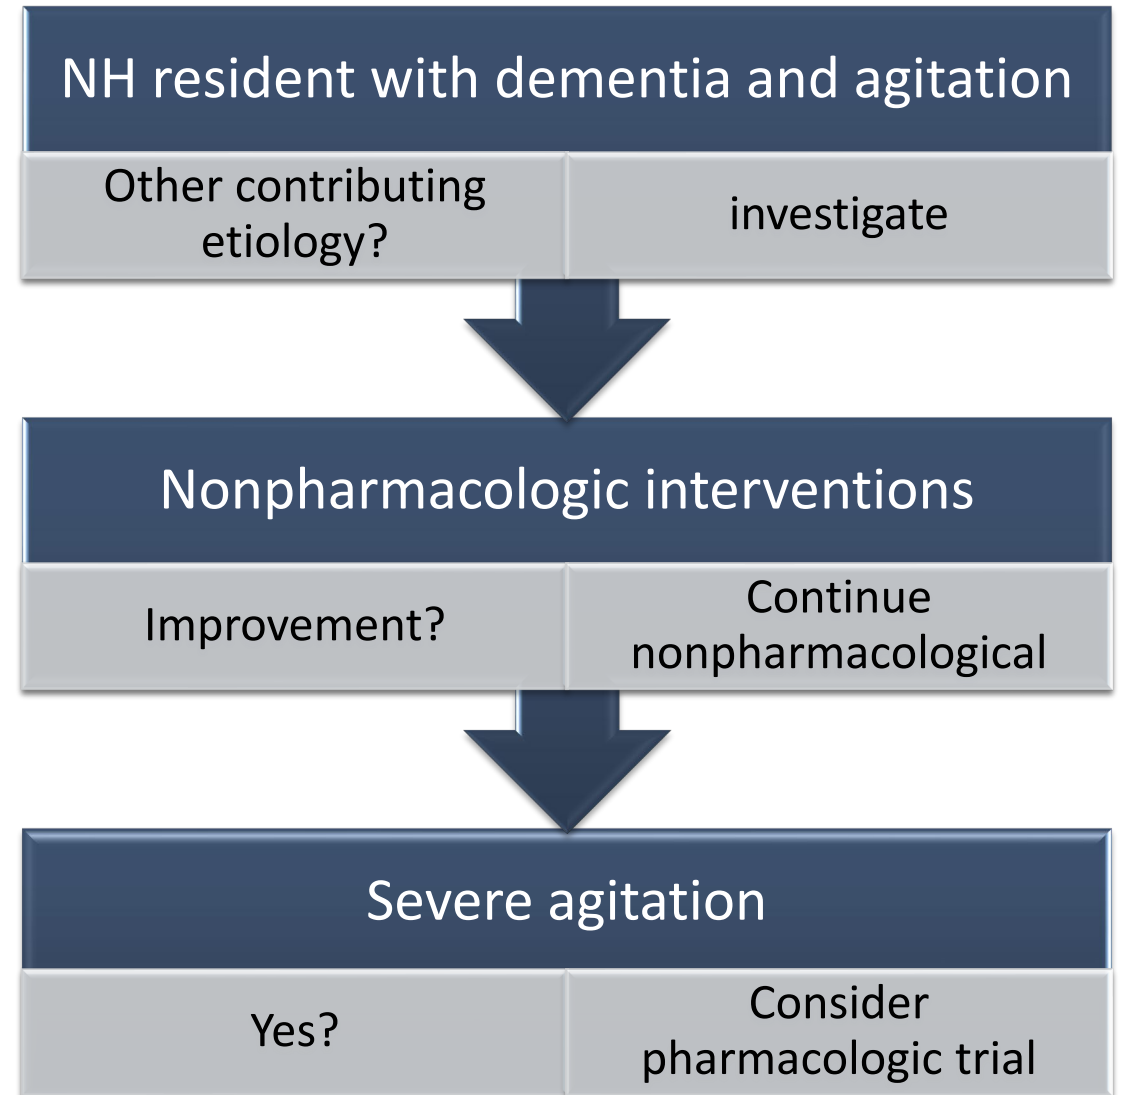 NH resident with dementia and agitation
Other contributing
etiology?
investigate
Nonpharmacologic interventions
Improvement?
Continue
nonpharmacological
Severe agitation
Yes?
Consider
pharmacologic trial